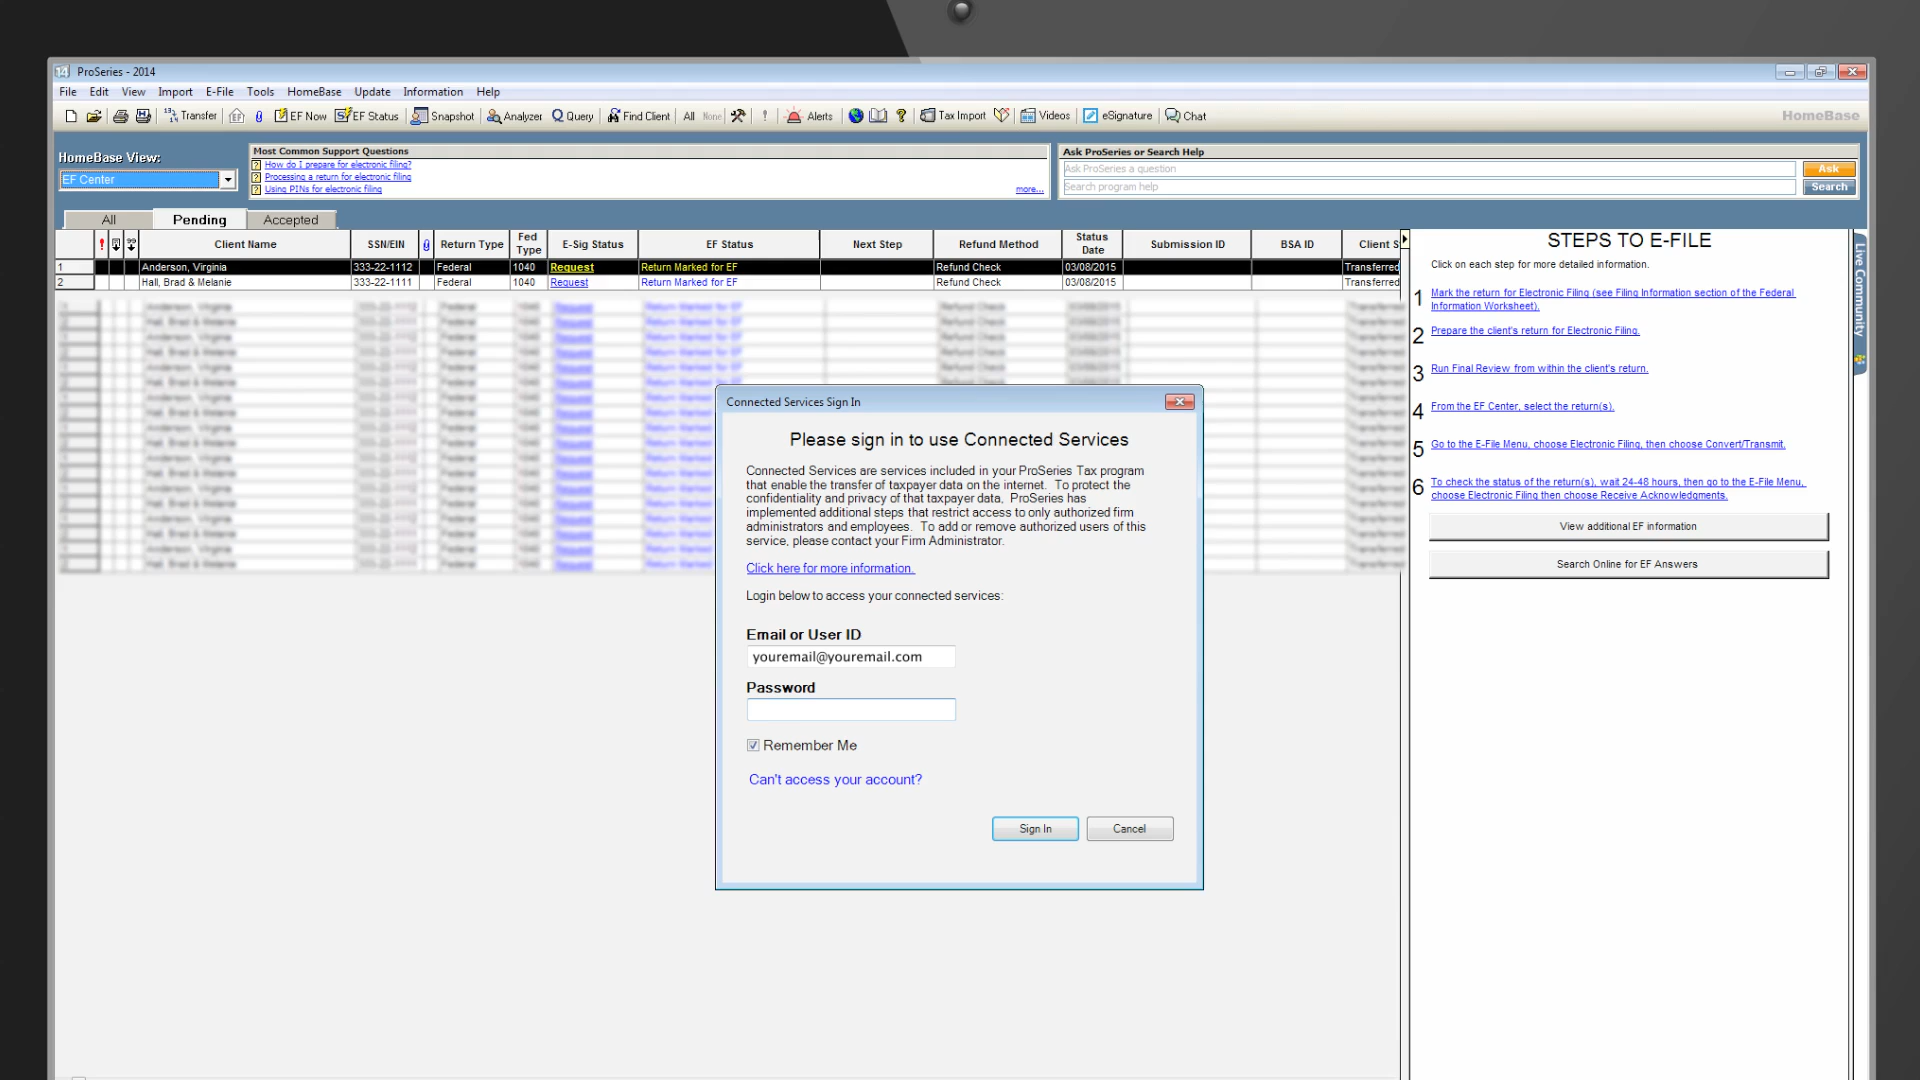 ProSeries - 2014
File Edit View Import E-File Tools HomeBase Update Information Help
Transfer EF Now EF Status Snapshot Analyzer Query Find Client All None Alerts Tax Import Videos eSignature Chat HomeBase
HomeBase View:
EF Center
Most Common Support Questions
How do I prepare for electronic filing?
Processing a return for electronic filing
Using PINs for electronic filing
more...
Ask ProSeries or Search Help
Ask ProSeries a question Ask
Search program help Search
All Pending Accepted
Client Name SSN/EIN Return Type Fed Type E-Sig Status EF Status Next Step Refund Method Status Date Submission ID BSA ID Client S
1 Anderson, Virginia 333-22-1112 Federal 1040 Request Return Marked for EF Refund Check 03/08/2015 Transferred
2 Hall, Brad & Melanie 333-22-1111 Federal 1040 Request Return Marked for EF Refund Check 03/08/2015 Transferred
Connected Services Sign In
Please sign in to use Connected Services
Connected Services are services included in your ProSeries Tax program
that enable the transfer of taxpayer data on the internet. To protect the
confidentiality and privacy of that taxpayer data, ProSeries has
implemented additional steps that restrict access to only authorized firm
administrators and employees. To add or remove authorized users of this
service, please contact your Firm Administrator.
Click here for more information.
Login below to access your connected services:
Email or User ID
youremail@youremail.com
Password
Remember Me
Can't access your account?
Sign In Cancel
STEPS TO E-FILE
Click on each step for more detailed information.
1 Mark the return for Electronic Filing (see Filing Information section of the Federal
Information Worksheet).
2 Prepare the client's return for Electronic Filing.
3 Run Final Review from within the client's return.
4 From the EF Center, select the return(s).
5 Go to the E-File Menu, choose Electronic Filing, then choose Convert/Transmit.
6 To check the status of the return(s), wait 24-48 hours, then go to the E-File Menu,
choose Electronic Filing then choose Receive Acknowledgments.
View additional EF information
Search Online for EF Answers
Live Community